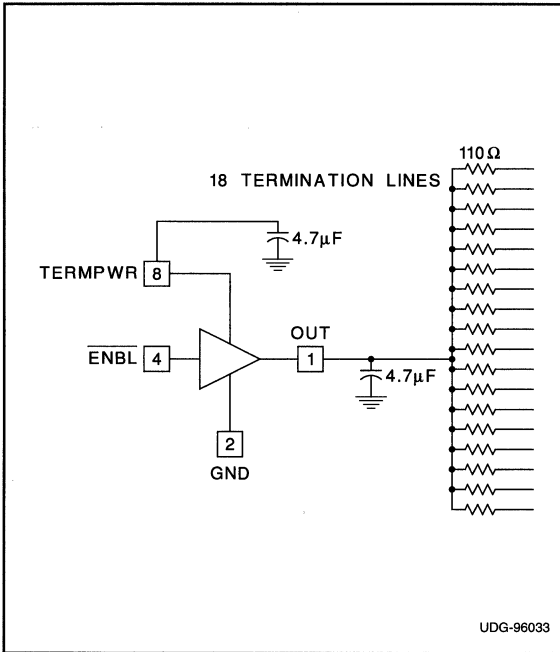 110Ω
18 TERMINATION LINES
4.7µF
TERMPWR 8
OUT
ENBL 4
1
4.7µF
2
GND
UDG-96033